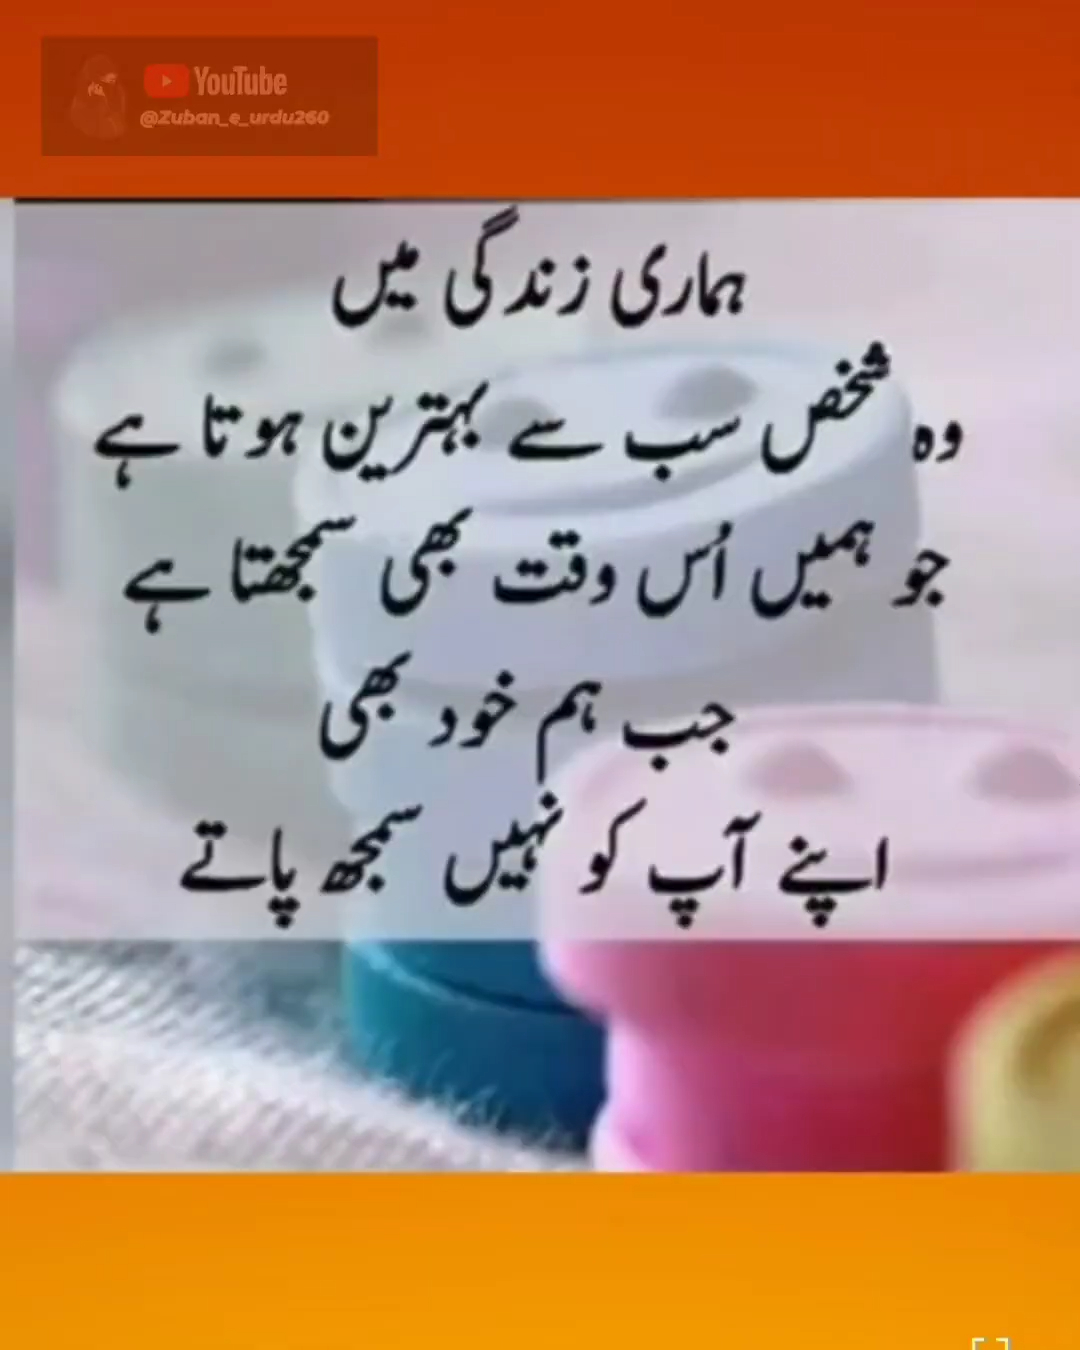 YouTube
@Zuban_e_urdu260
ہماری زندگی میں
وہ شخص سب سے بہترین ہوتا ہے
جو ہمیں اُس وقت بھی سمجھتا ہے
جب ہم خود بھی
اپنے آپ کو نہیں سمجھ پاتے